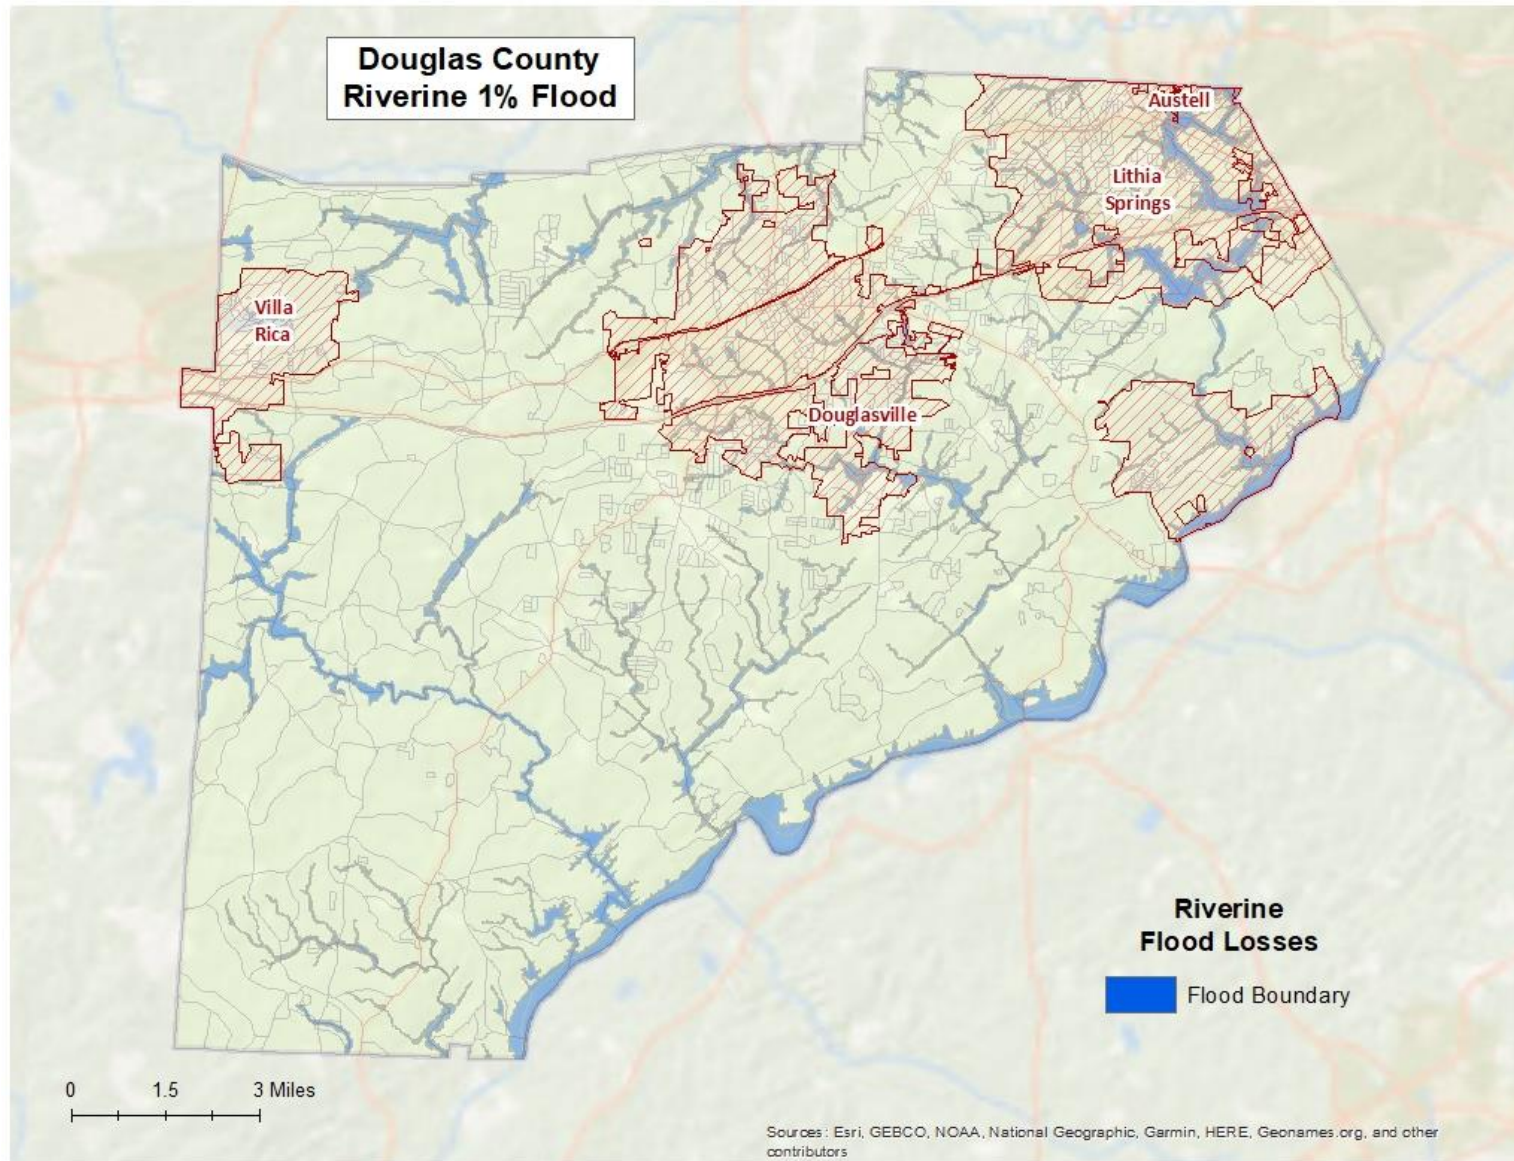 Douglas County
Riverine 1% Flood
Austell
Lithia
Springs
Villa
Rica
Douglasville
Riverine
Flood Losses
Flood Boundary
0 1.5 3 Miles
Sources: Esri, GEBCO, NOAA, National Geographic, Garmin, HERE, Geonames.org, and other
contributors